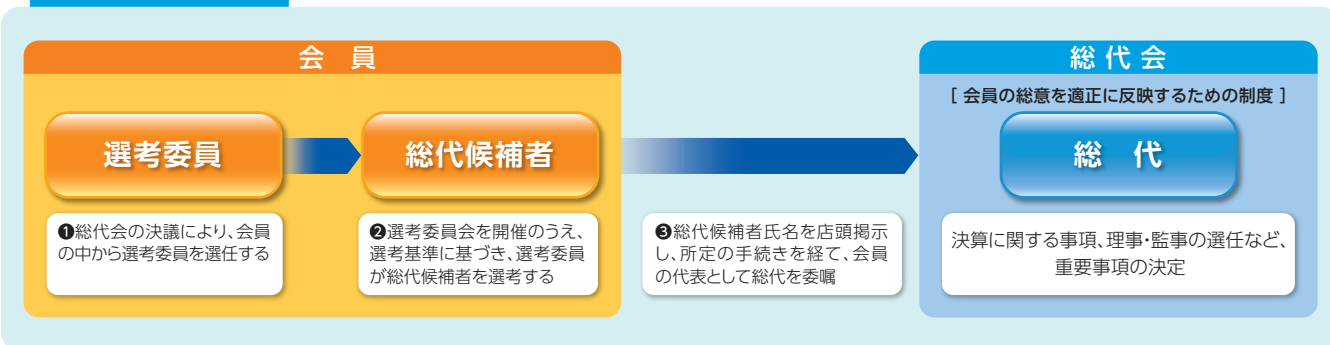 会 員
選考委員
総代候補者
❶総代会の決議により、会員
の中から選考委員を選任する
❷選考委員会を開催のうえ、
選考基準に基づき、選考委員
が総代候補者を選考する
❸総代候補者氏名を店頭掲示
し、所定の手続きを経て、会員
の代表として総代を委嘱
総代会
[ 会員の総意を適正に反映するための制度 ]
総 代
決算に関する事項、理事・監事の選任など、
重要事項の決定